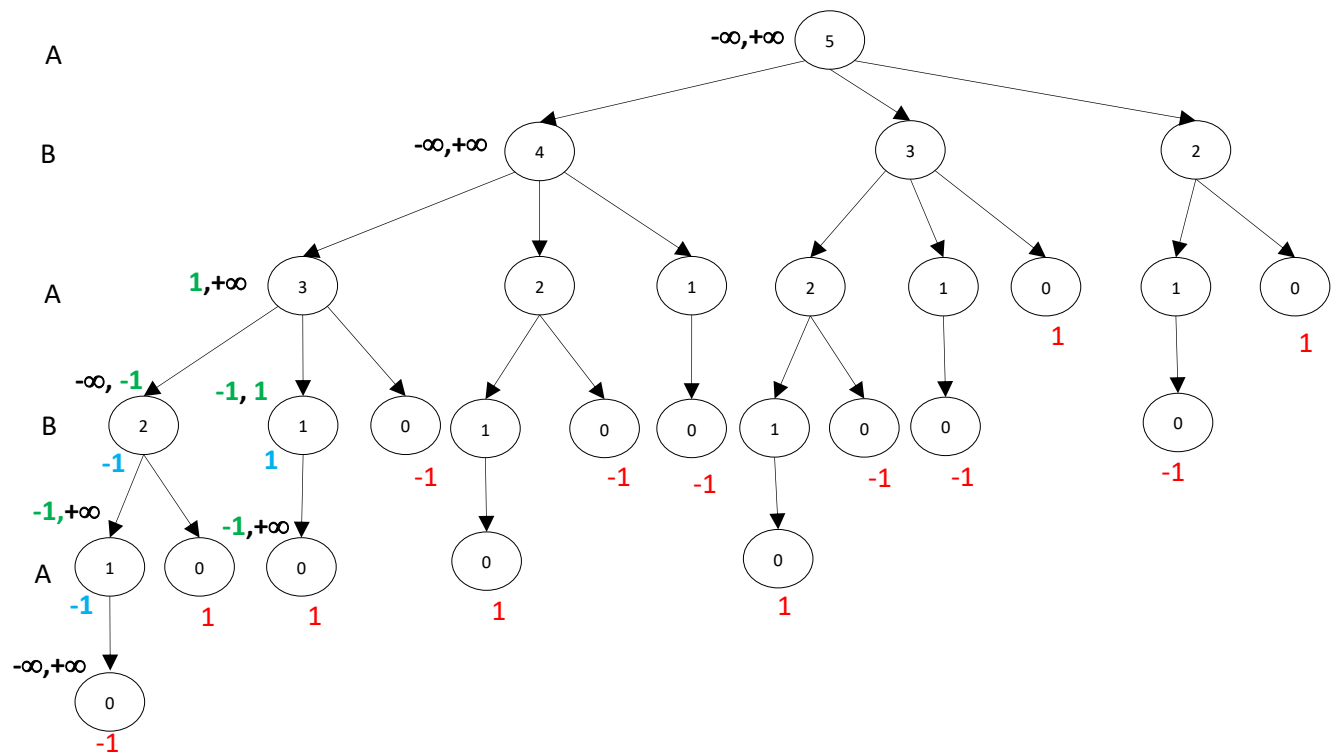 A -∞,+∞ 5
B -∞,+∞ 4 3 2
A 1,+∞ 3 2 1 2 1 0 1 0
1 1
-∞, -1 -1, 1
B 2 1 0 1 0 0 1 0 0 0
-1 1 -1 -1 -1 -1 -1 -1
-1,+∞ -1,+∞
A 1 0 0 0 0
-1 1 1 1 1
-∞,+∞
0
-1